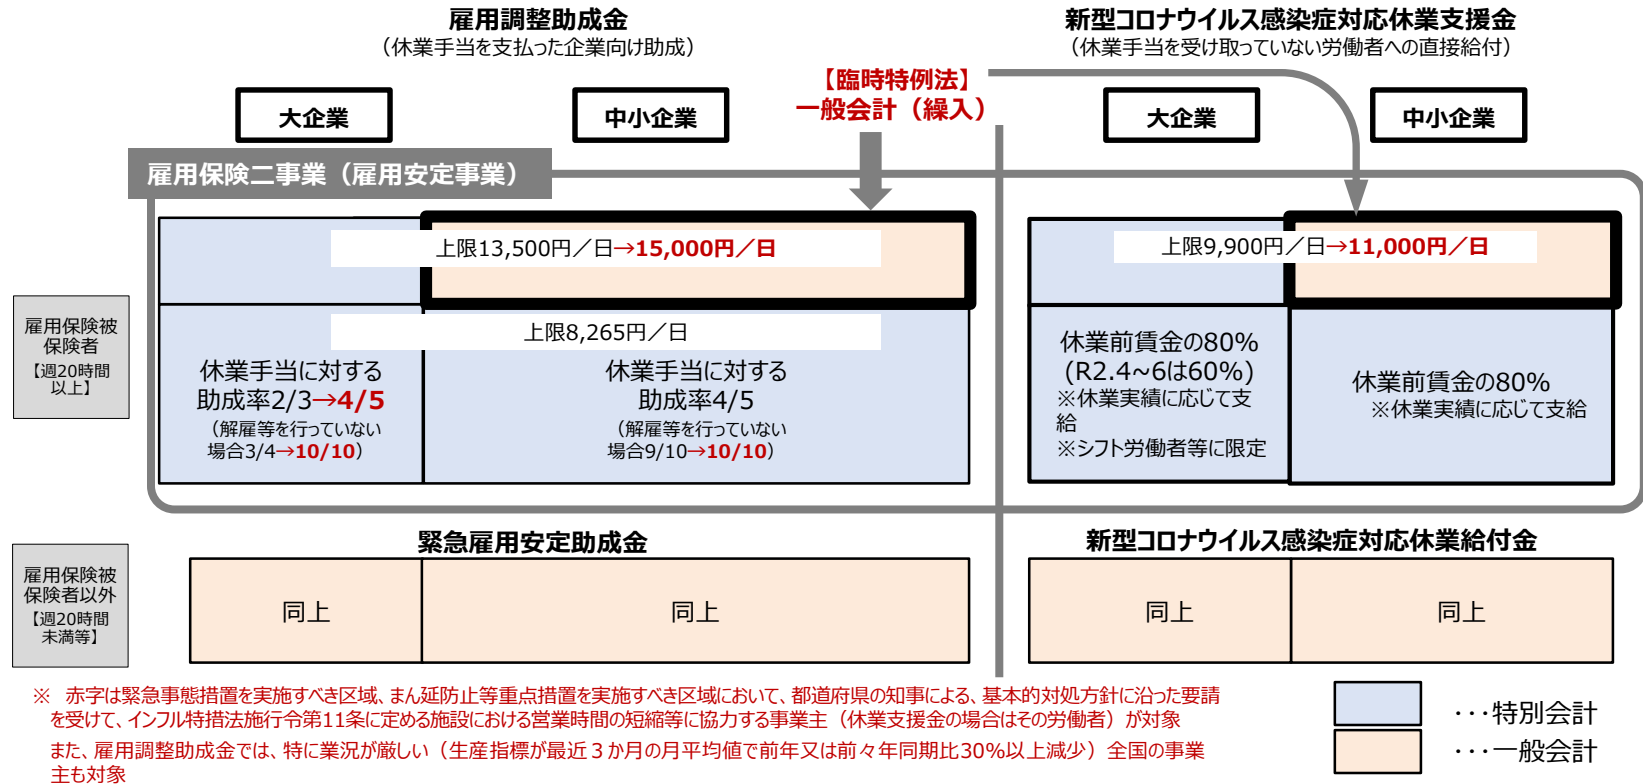 雇用調整助成金
（休業手当を支払った企業向け助成）
新型コロナウイルス感染症対応休業支援金
（休業手当を受け取っていない労働者への直接給付）
【臨時特例法】
一般会計（繰入）
大企業
中小企業
大企業
中小企業
雇用保険二事業（雇用安定事業）
上限13,500円／日→15,000円／日
上限9,900円／日→11,000円／日
雇用保険被
保険者
【週20時間
以上】
上限8,265円／日
休業手当に対する
助成率2/3→4/5
（解雇等を行っていない
場合3/4→10/10）
休業手当に対する
助成率4/5
（解雇等を行っていない
場合9/10→10/10）
休業前賃金の80%
(R2.4~6は60%)
※休業実績に応じて支
給
※シフト労働者等に限定
休業前賃金の80%
※休業実績に応じて支給
緊急雇用安定助成金
新型コロナウイルス感染症対応休業給付金
雇用保険被
保険者以外
【週20時間
未満等】
同上
同上
同上
同上
※　赤字は緊急事態措置を実施すべき区域、まん延防止等重点措置を実施すべき区域において、都道府県の知事による、基本的対処方針に沿った要請
を受けて、インフル特措法施行令第11条に定める施設における営業時間の短縮等に協力する事業主（休業支援金の場合はその労働者）が対象
また、雇用調整助成金では、特に業況が厳しい（生産指標が最近３か月の月平均値で前年又は前々年同期比30％以上減少）全国の事業
主も対象
･･･特別会計
･･･一般会計